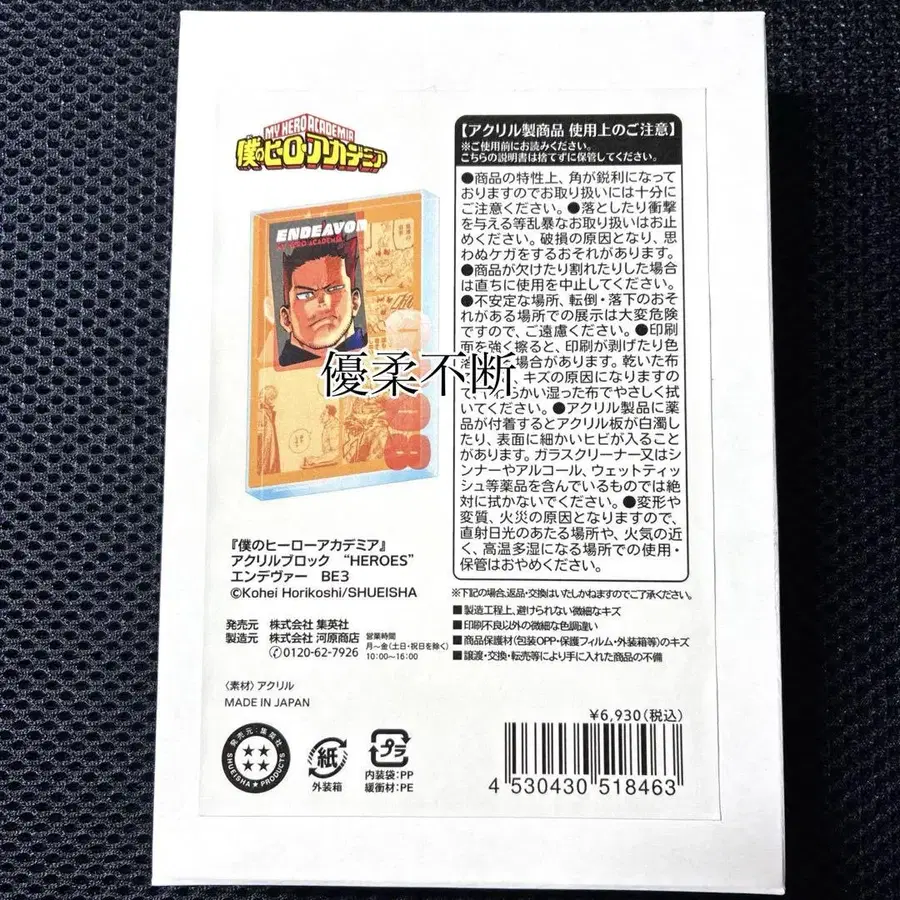 MY HERO ACADEMIA
僕のヒーローアカデミア
ENDEAVOR
MY HERO ACADEMIA
優柔不断
『僕のヒーローアカデミア』
アクリルブロック “HEROES”
エンデヴァー BE3
©Kohei Horikoshi/SHUEISHA
発売元 株式会社 集英社
製造元 株式会社 河原商店
0120-62-7926
営業時間
月～金(土日・祝日を除く)
10:00～16:00
〈素材〉アクリル
MADE IN JAPAN
発売元:集英社
SHUEISHA PRODUCTS
紙
外装箱
プラ
内装袋:PP
緩衝材:PE
【アクリル製商品 使用上のご注意】
※ご使用前にお読みください。
こちらの説明書は捨てずに保管してください。
●商品の特性上、角が鋭利になって
おりますのでお取り扱いには十分に
ご注意ください。●落としたり衝撃
を与える等乱暴なお取り扱いはお止
めください。破損の原因となり、思
わぬケガをするおそれがあります。
●商品が欠けたり割れたりした場合
は直ちに使用を中止してください。
●不安定な場所、転倒・落下のおそ
れがある場所での展示は大変危険
ですので、ご遠慮ください。●印刷
面を強く擦ると、印刷が剥げたり色
落ち場合があります。乾いた布
、キズの原因になりますの
で、やわらかい湿った布でやさしく拭
いてください。●アクリル製品に薬
品が付着するとアクリル板が白濁し
たり、表面に細かいヒビが入ること
があります。ガラスクリーナー又はシ
ンナーやアルコール、ウェットティッ
シュ等薬品を含んでいるものでは絶
対に拭かないでください。●変形や
変質、火災の原因となりますので、
直射日光のあたる場所や、火気の近
く、高温多湿になる場所での使用・
保管はおやめください。
※下記の場合、返品・交換はいたしかねますのでご了承ください。
■製造工程上、避けられない微細なキズ
■印刷不良以外の微細な色調違い
■商品保護材(包装OPP・保護フィルム・外装箱等)のキズ
■譲渡・交換・転売等により手に入れた商品の不備
¥6,930(税込)
4 530430 518463